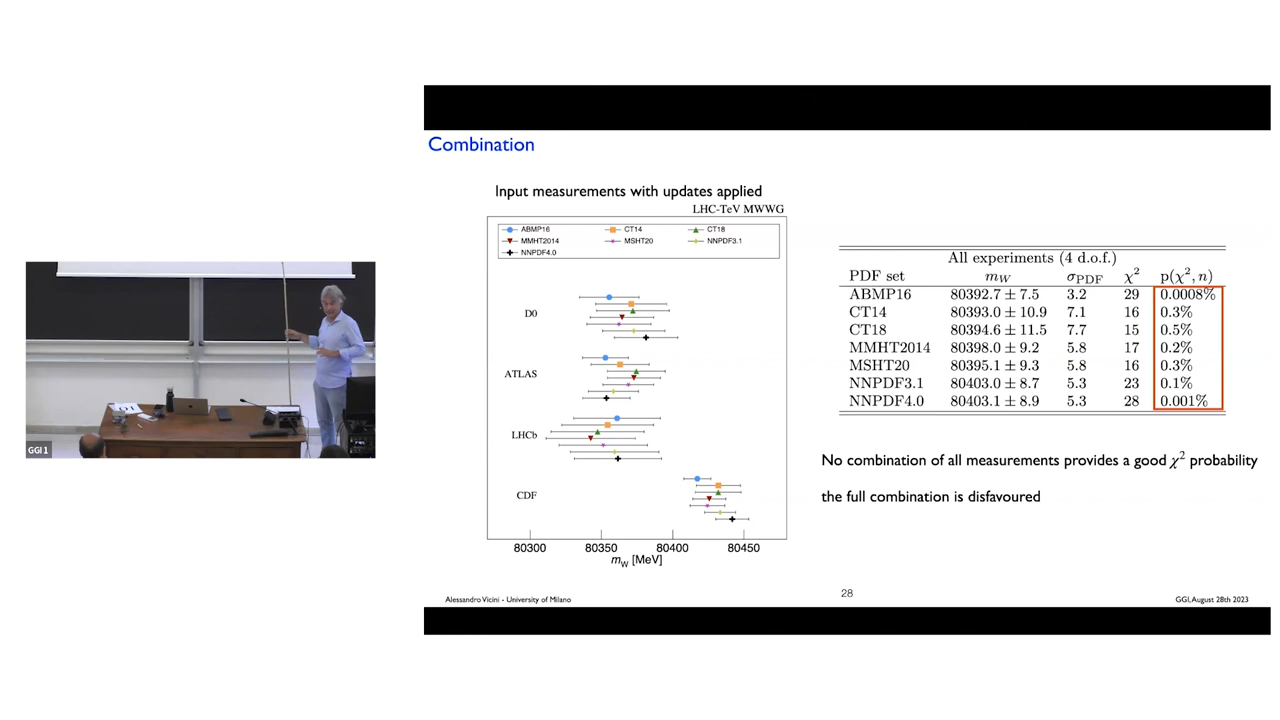 Combination
Input measurements with updates applied
LHC-TeV MWWG
ABMP16 CT14 CT18
MMHT2014 MSHT20 NNPDF3.1
NNPDF4.0
D0
ATLAS
LHCb
CDF
80300 80350 80400 80450
m_W [MeV]
All experiments (4 d.o.f.)
PDF set m_W σ_PDF χ² p(χ², n)
ABMP16 80392.7 ± 7.5 3.2 29 0.0008%
CT14 80393.0 ± 10.9 7.1 16 0.3%
CT18 80394.6 ± 11.5 7.7 15 0.5%
MMHT2014 80398.0 ± 9.2 5.8 17 0.2%
MSHT20 80395.1 ± 9.3 5.8 16 0.3%
NNPDF3.1 80403.0 ± 8.7 5.3 23 0.1%
NNPDF4.0 80403.1 ± 8.9 5.3 28 0.001%
No combination of all measurements provides a good χ² probability
the full combination is disfavoured
GGI 1
Alessandro Vicini - University of Milano
28
GGI, August 28th 2023